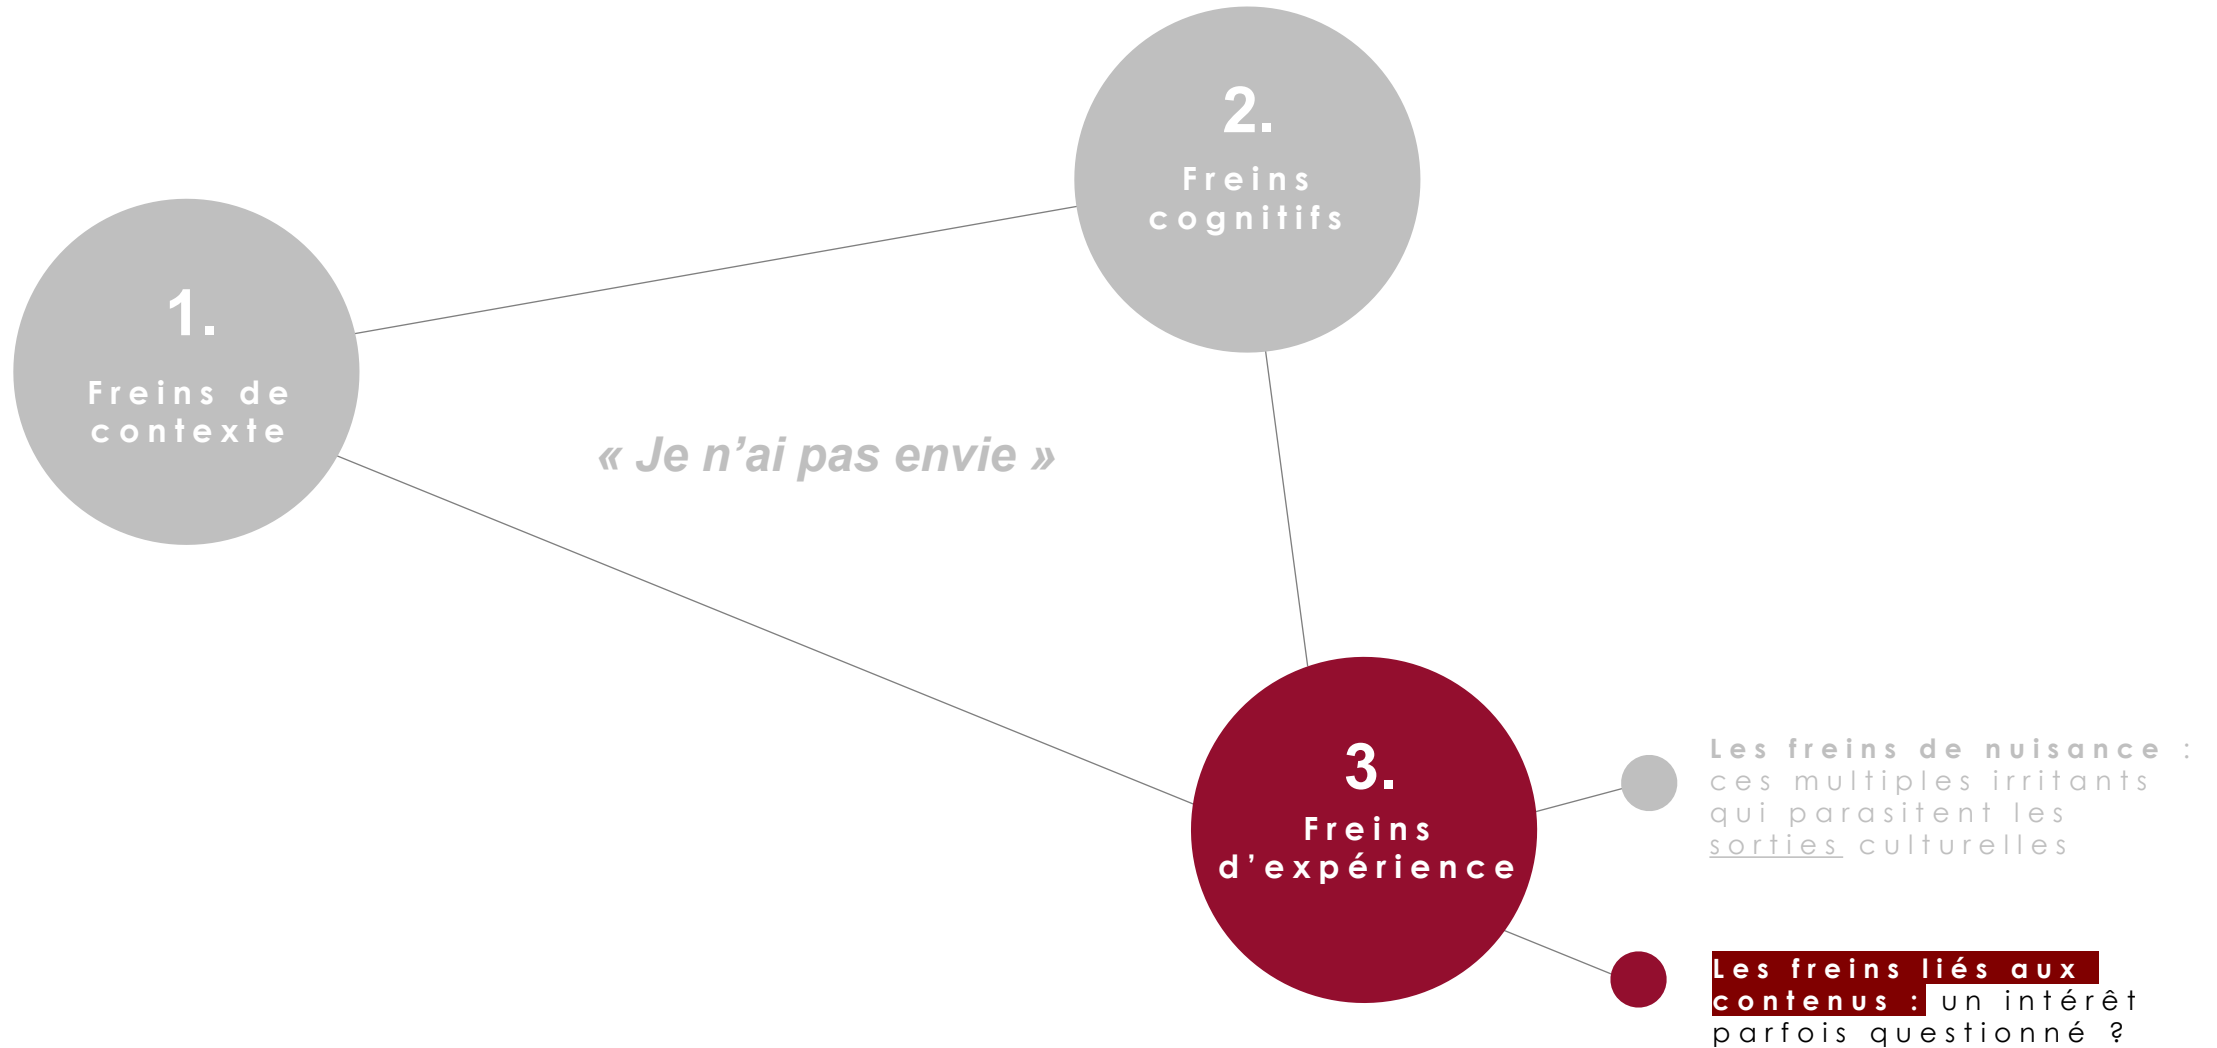 1.
Freins de
contexte
2.
Freins
cognitifs
« Je n’ai pas envie »
3.
Freins
d’expérience
Les freins de nuisance :
ces multiples irritants
qui parasitent les
sorties culturelles
Les freins liés aux
contenus : un intérêt
parfois questionné ?